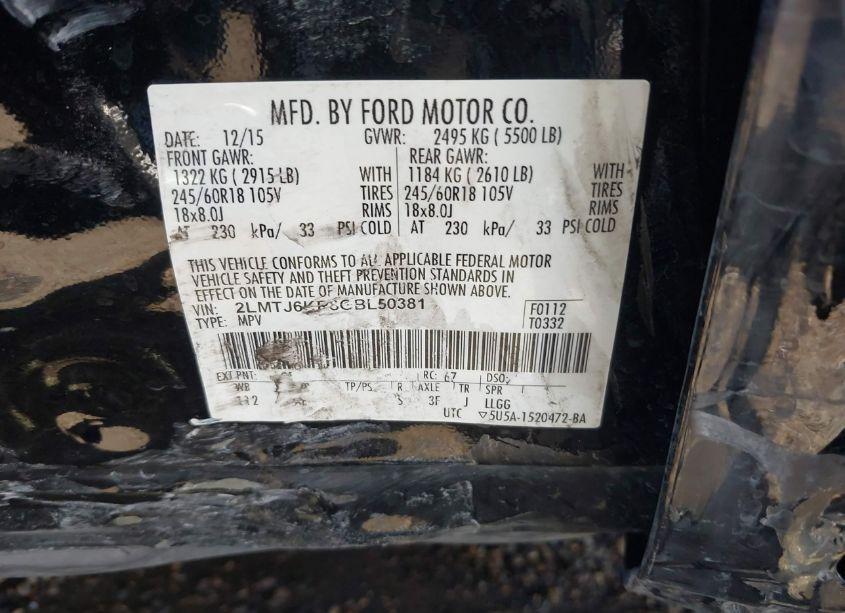 MFD. BY FORD MOTOR CO.
DATE: 12/15 GVWR: 2495 KG ( 5500 LB)
FRONT GAWR: REAR GAWR:
1322 KG ( 2915 LB) WITH 1184 KG ( 2610 LB) WITH
245/60R18 105V TIRES 245/60R18 105V TIRES
18x8.0J RIMS 18x8.0J RIMS
AT 230 kPa/ 33 PSI COLD AT 230 kPa/ 33 PSI COLD
THIS VEHICLE CONFORMS TO ALL APPLICABLE FEDERAL MOTOR
VEHICLE SAFETY AND THEFT PREVENTION STANDARDS IN
EFFECT ON THE DATE OF MANUFACTURE SHOWN ABOVE.
VIN: F0112
TYPE: MPV T0332
EXT PNT: RC: 67 DSO:
WB TP/PS R AXLE TR SPR
112 S 3F J LLGG
UTC ▽5U5A-1520472-BA